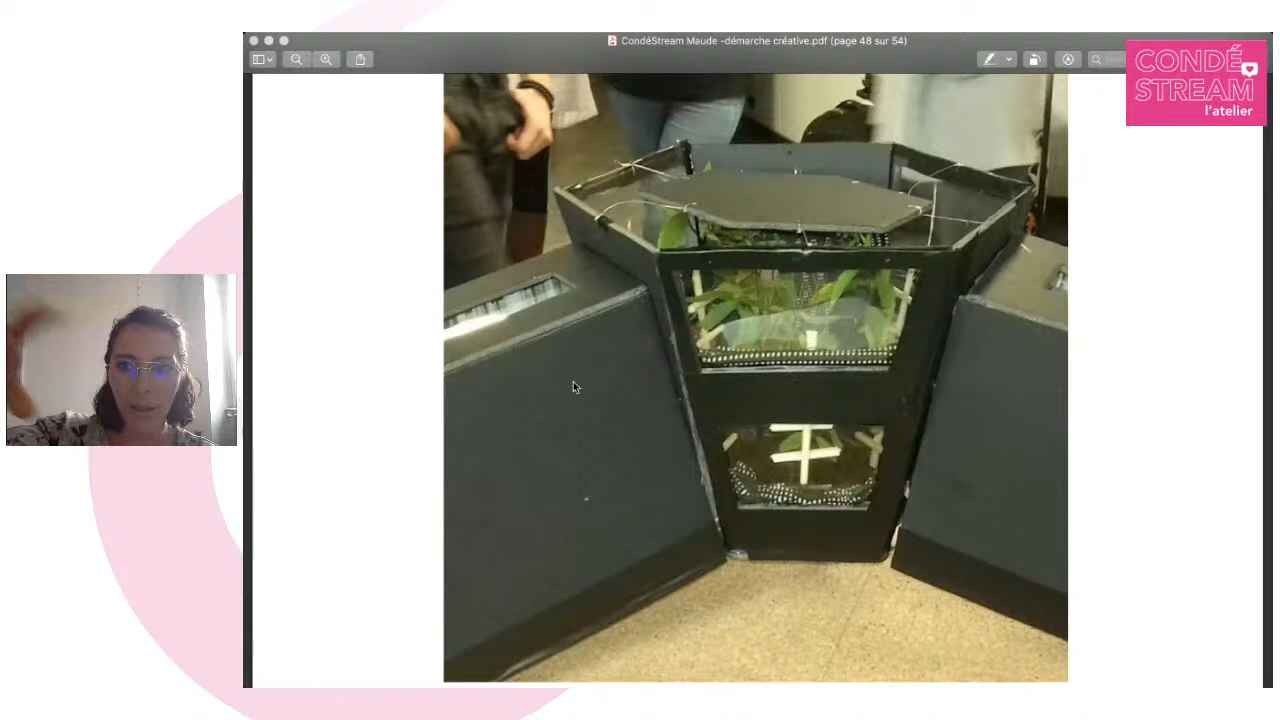 CondéStream Maude -démarche créative.pdf (page 48 sur 54)
CONDÉ
STREAM
l'atelier